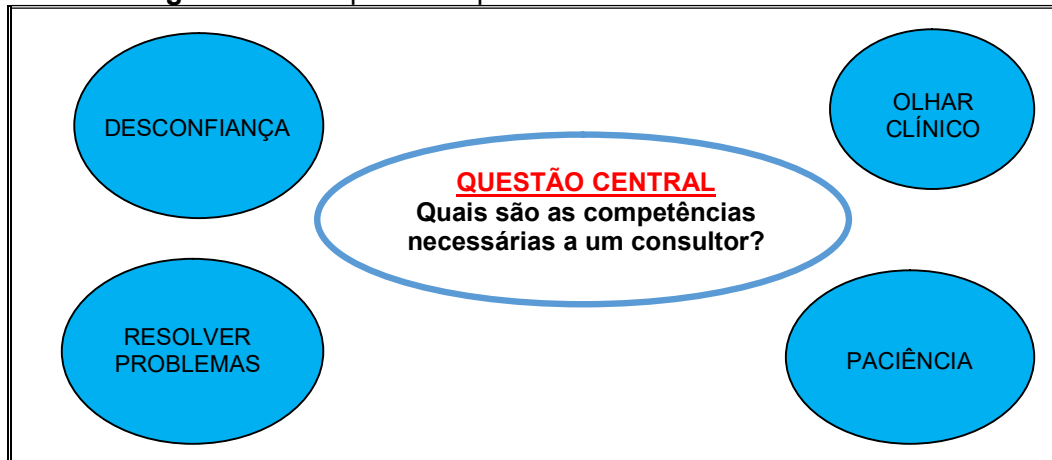 DESCONFIANÇA
OLHAR
CLÍNICO
QUESTÃO CENTRAL
Quais são as competências
necessárias a um consultor?
RESOLVER
PROBLEMAS
PACIÊNCIA